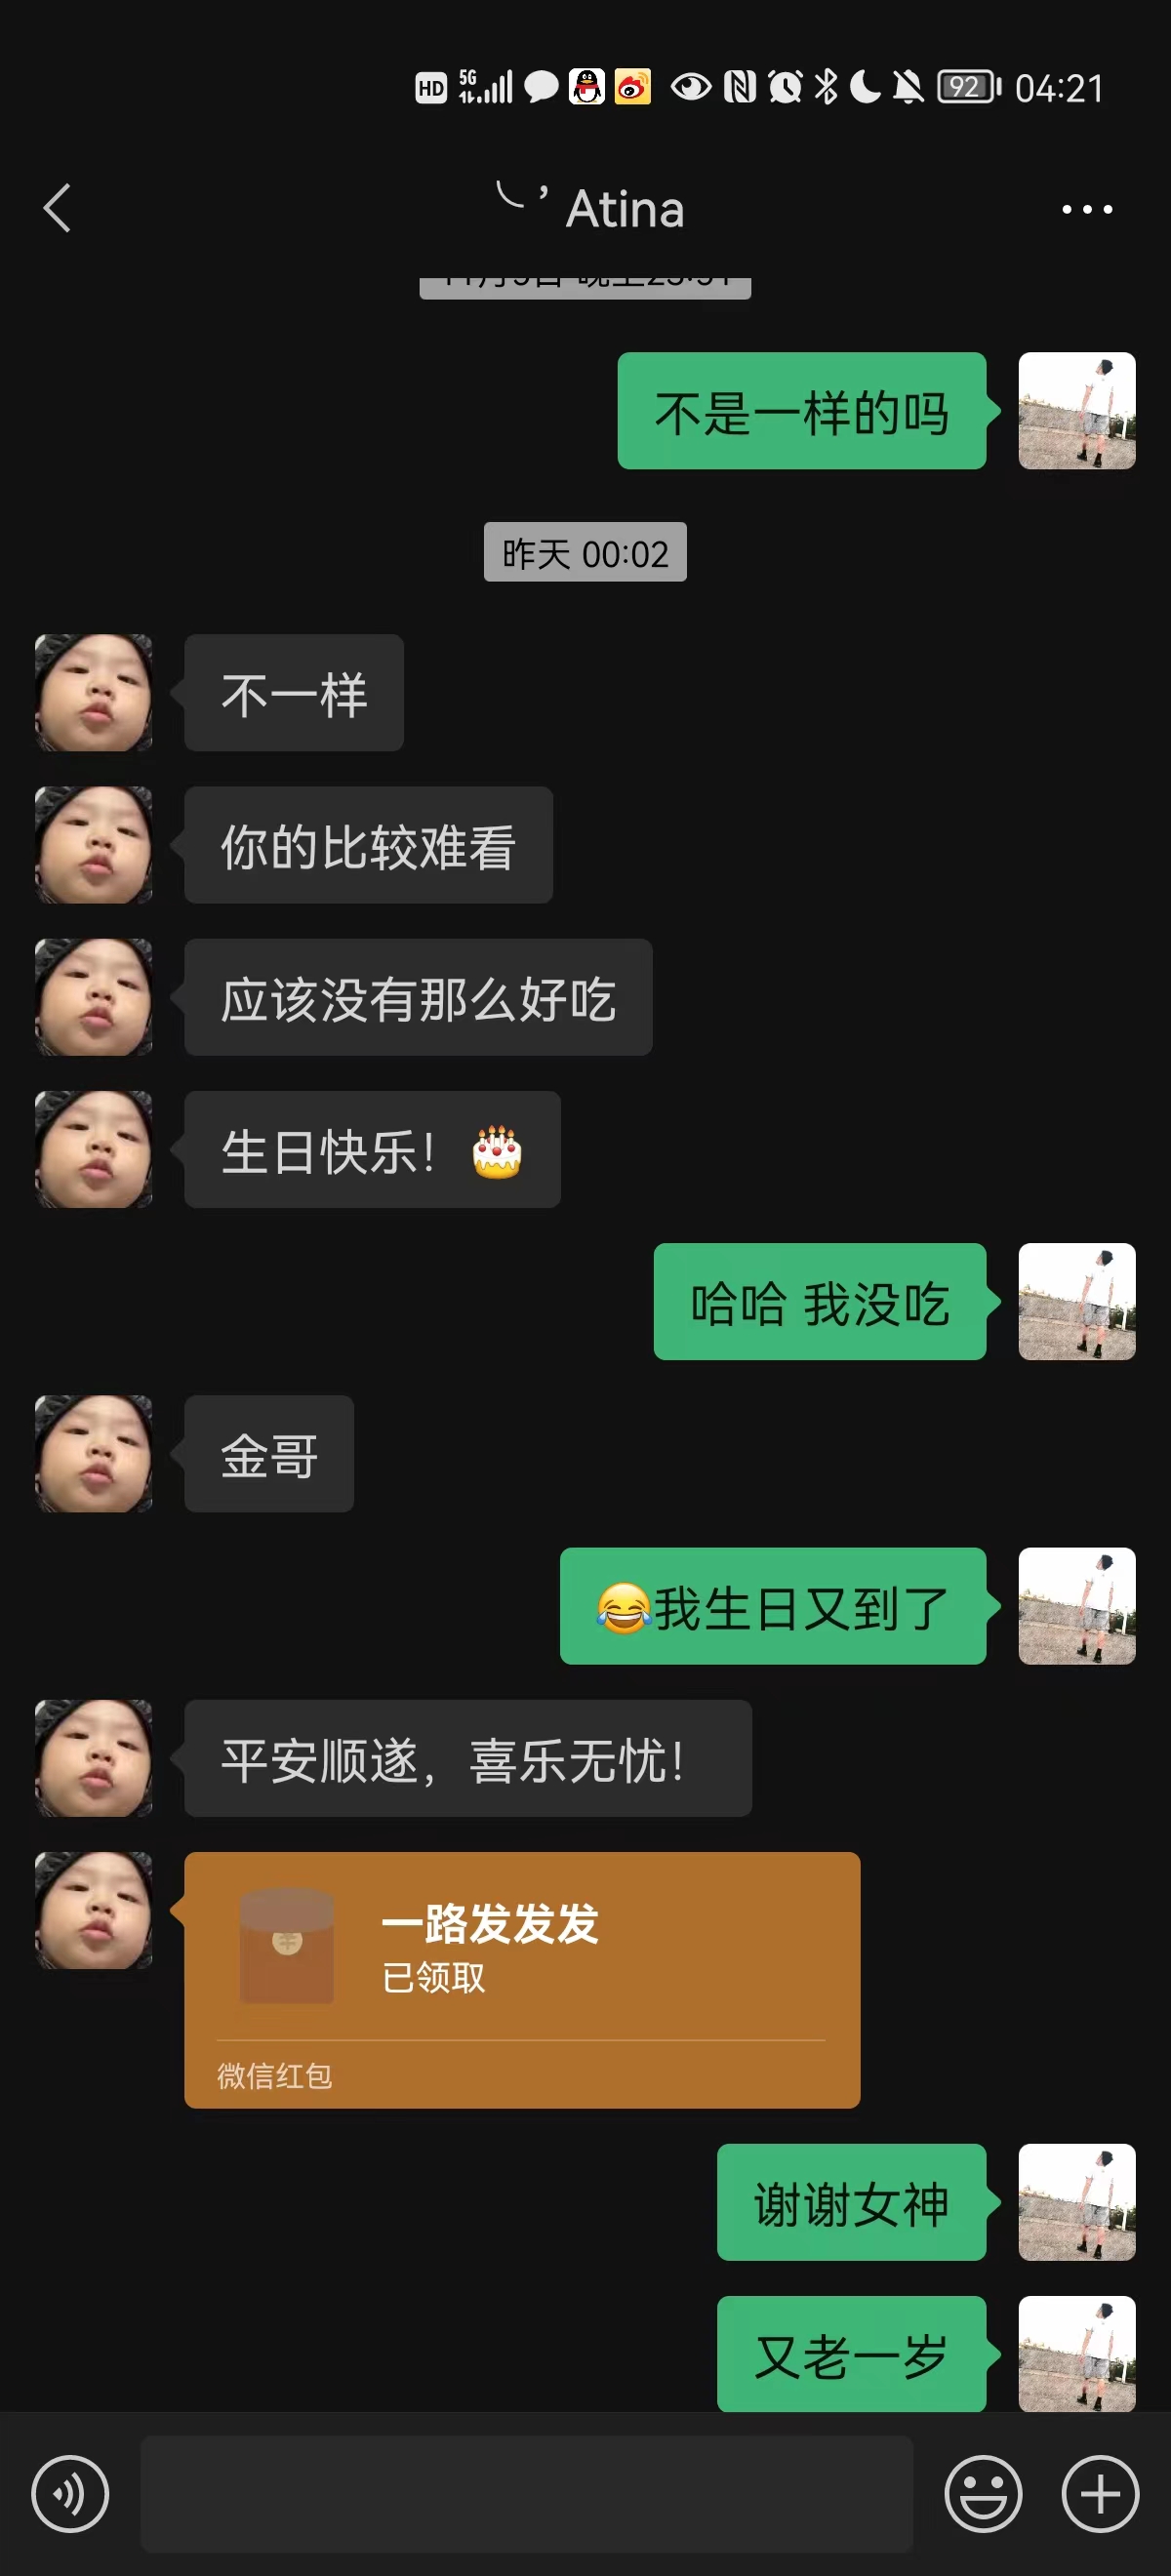 HD 5G 92 04:21
Atina
不是一样的吗
昨天 00:02
不一样
你的比较难看
应该没有那么好吃
生日快乐！🎂
哈哈 我没吃
金哥
😂我生日又到了
平安顺遂，喜乐无忧！
一路发发发
已领取
微信红包
谢谢女神
又老一岁